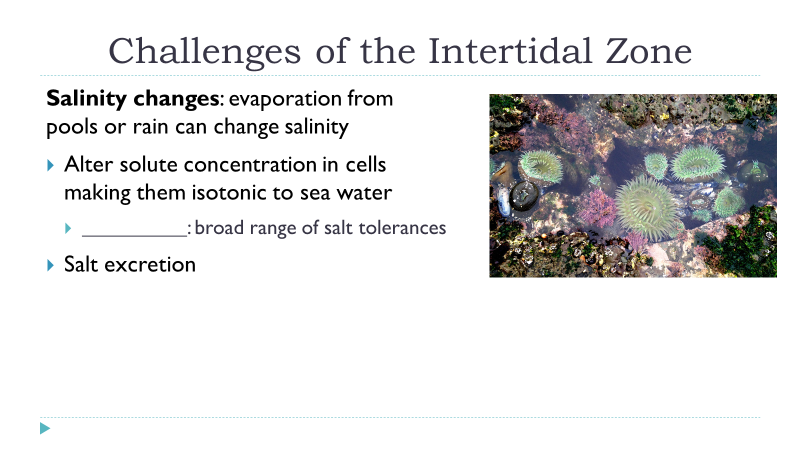 Challenges of the Intertidal Zone
Salinity changes: evaporation from
pools or rain can change salinity
Alter solute concentration in cells
making them isotonic to sea water
__________: broad range of salt tolerances
Salt excretion